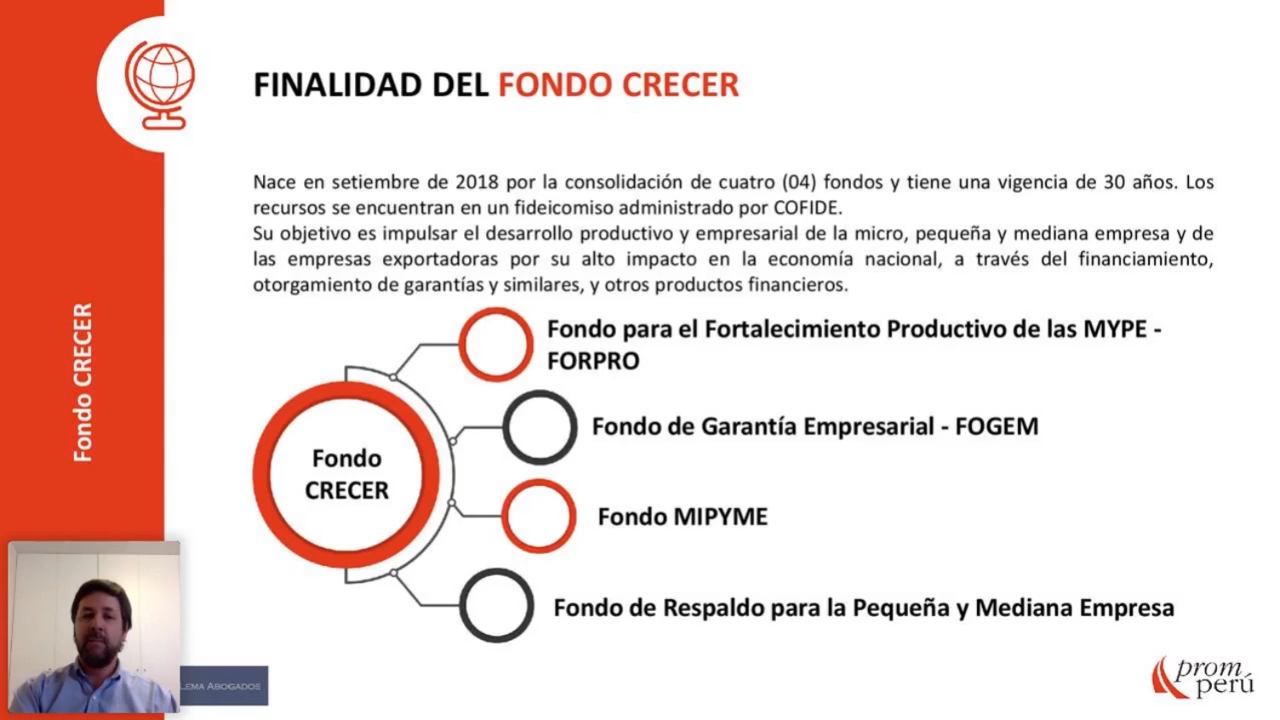 FINALIDAD DEL FONDO CRECER
Nace en setiembre de 2018 por la consolidación de cuatro (04) fondos y tiene una vigencia de 30 años. Los
recursos se encuentran en un fideicomiso administrado por COFIDE.
Su objetivo es impulsar el desarrollo productivo y empresarial de la micro, pequeña y mediana empresa y de
las empresas exportadoras por su alto impacto en la economía nacional, a través del financiamiento,
otorgamiento de garantías y similares, y otros productos financieros.
Fondo para el Fortalecimiento Productivo de las MYPE -
FORPRO
Fondo de Garantía Empresarial - FOGEM
Fondo
CRECER
Fondo MIPYME
Fondo de Respaldo para la Pequeña y Mediana Empresa
Fondo CRECER
LEMA ABOGADOS
prom
perú